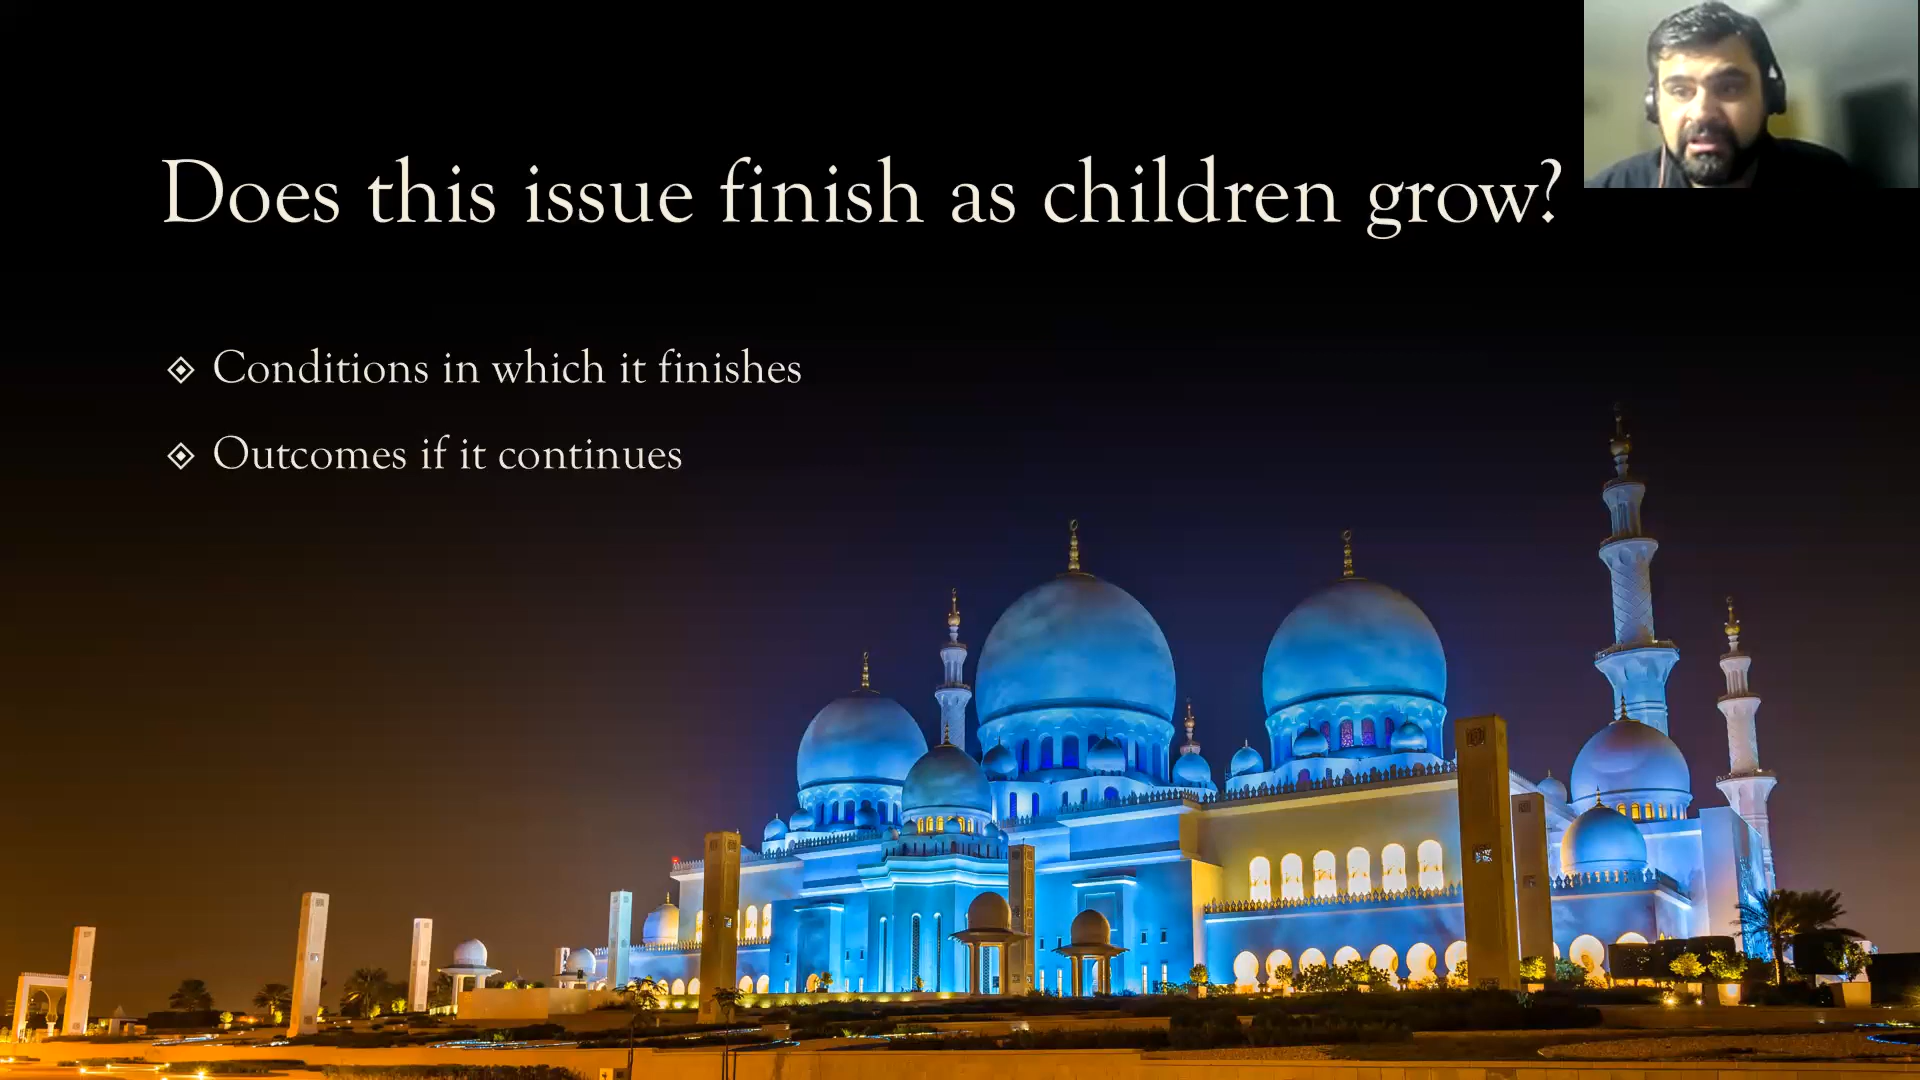 Does this issue finish as children grow?
Conditions in which it finishes
Outcomes if it continues